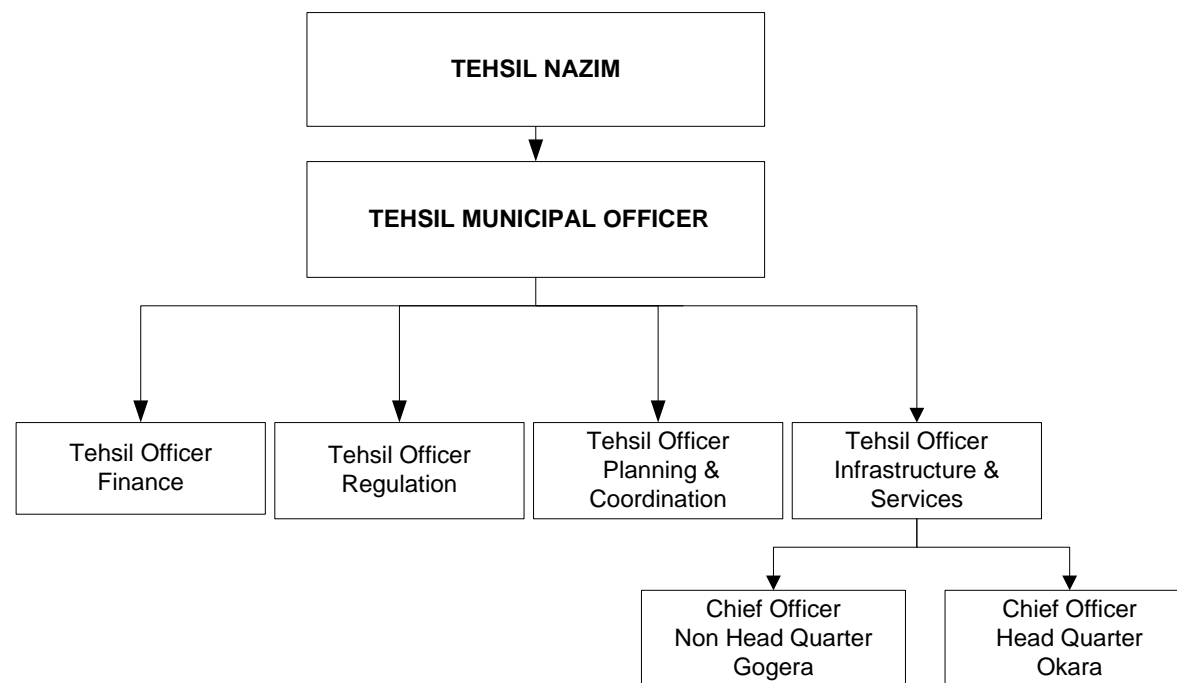 TEHSIL NAZIM
TEHSIL MUNICIPAL OFFICER
Tehsil Officer
Finance
Tehsil Officer
Regulation
Tehsil Officer
Planning &
Coordination
Tehsil Officer
Infrastructure &
Services
Chief Officer
Non Head Quarter
Gogera
Chief Officer
Head Quarter
Okara